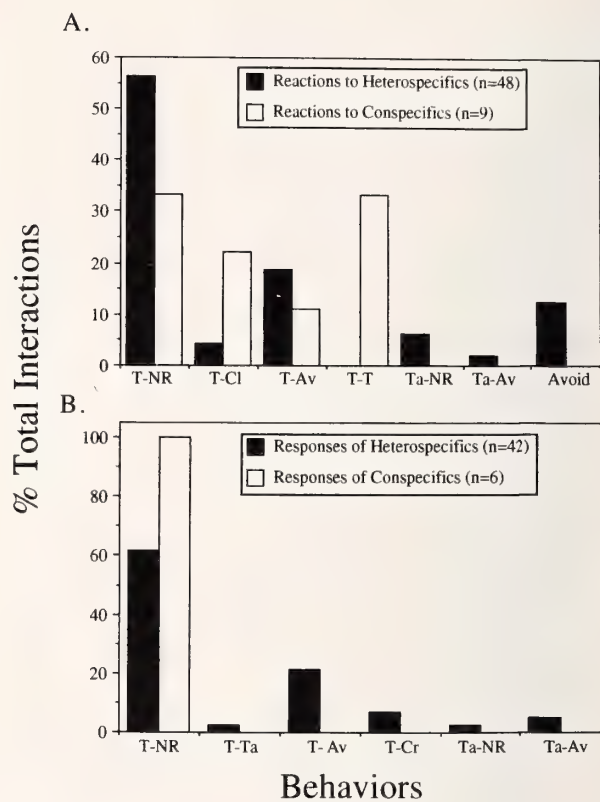 A.
% Total Interactions
60
50
40
30
20
10
0
Reactions to Heterospecifics (n=48)
Reactions to Conspecifics (n=9)
T-NR T-Cl T-Av T-T Ta-NR Ta-Av Avoid
B.
100
80
60
40
20
0
Responses of Heterospecifics (n=42)
Responses of Conspecifics (n=6)
T-NR T-Ta T- Av T-Cr Ta-NR Ta-Av
Behaviors